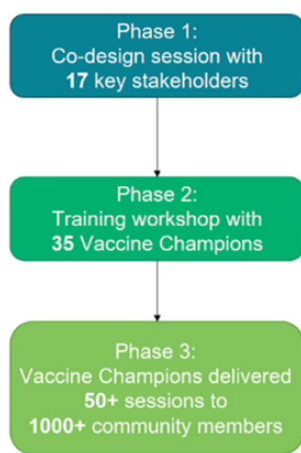 Phase 1:
Co-design session with
17 key stakeholders
Phase 2:
Training workshop with
35 Vaccine Champions
Phase 3:
Vaccine Champions delivered
50+ sessions to
1000+ community members